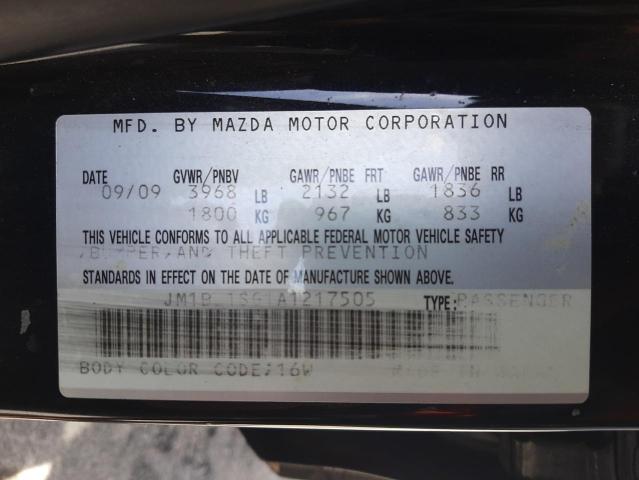 MFD. BY MAZDA MOTOR CORPORATION
DATE GVWR/PNBV GAWR/PNBE FRT GAWR/PNBE RR
09/09 3968 LB 2132 LB 1836 LB
1800 KG 967 KG 833 KG
THIS VEHICLE CONFORMS TO ALL APPLICABLE FEDERAL MOTOR VEHICLE SAFETY
,BUMPER,AND THEFT PREVENTION
STANDARDS IN EFFECT ON THE DATE OF MANUFACTURE SHOWN ABOVE.
TYPE:PASSENGER
BODY COLOR CODE:16W